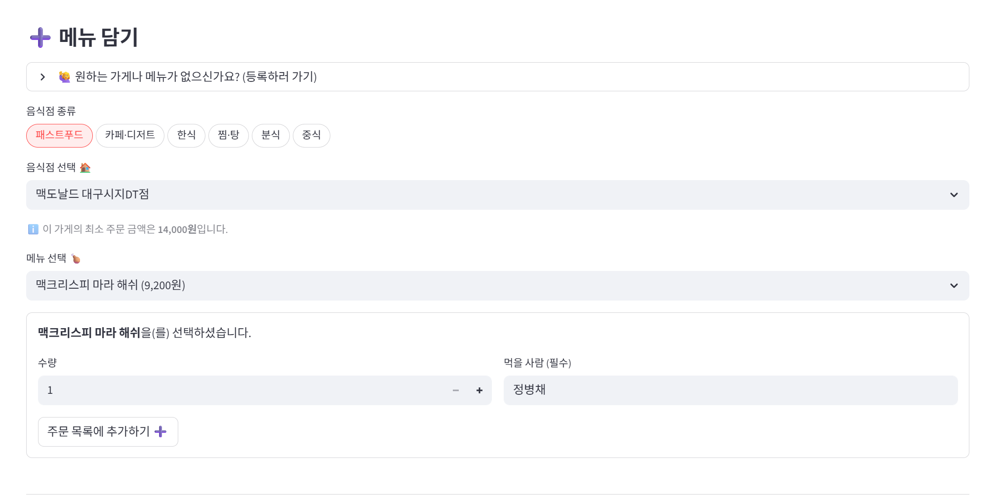 메뉴 담기
원하는 가게나 메뉴가 없으신가요? (등록하러 가기)
음식점 종류
패스트푸드 카페·디저트 한식 찜·탕 분식 중식
음식점 선택
맥도날드 대구시지DT점
이 가게의 최소 주문 금액은 14,000원입니다.
메뉴 선택
맥크리스피 마라 해쉬 (9,200원)
맥크리스피 마라 해쉬을(를) 선택하셨습니다.
수량 먹을 사람 (필수)
1 정병채
주문 목록에 추가하기